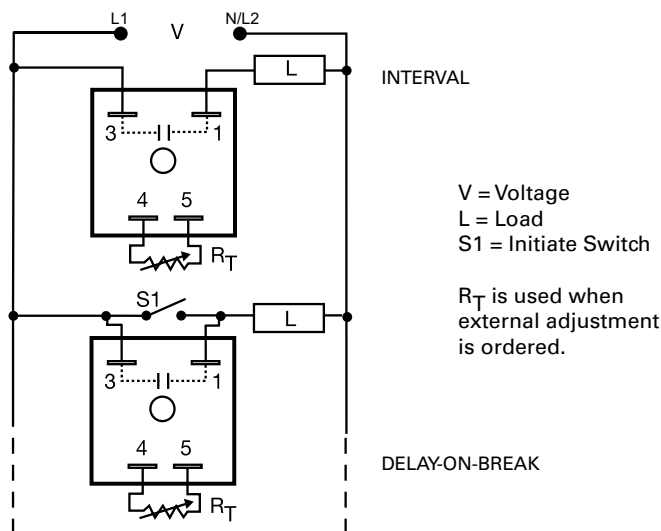 L1
V
N/L2
L
INTERVAL
3
1
4
5
RT
V = Voltage
L = Load
S1 = Initiate Switch
RT is used when
external adjustment
is ordered.
S1
L
3
1
4
5
RT
DELAY-ON-BREAK